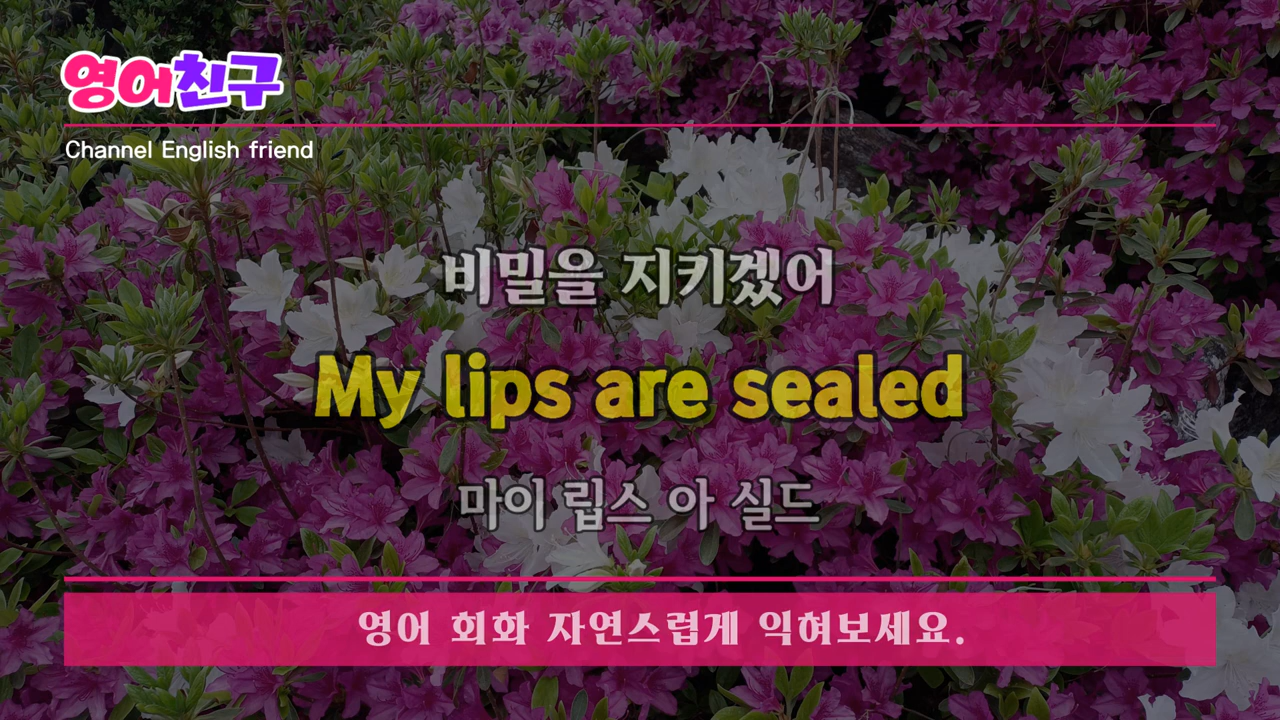 영어친구
Channel English friend
비밀을 지키겠어
My lips are sealed
마이 립스 아 실드
영어 회화 자연스럽게 익혀보세요.